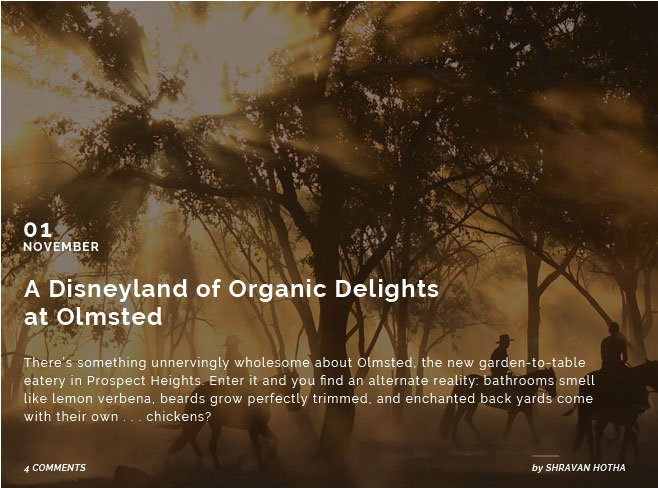 01
NOVEMBER
A Disneyland of Organic Delights
at Olmsted
There's something unnervingly wholesome about Olmsted, the new garden-to-table
eatery in Prospect Heights. Enter it and you find an alternate reality: bathrooms smell
like lemon verbena, beards grow perfectly trimmed, and enchanted back yards come
with their own . . . chickens?
4 COMMENTS
by SHRAVAN HOTHA